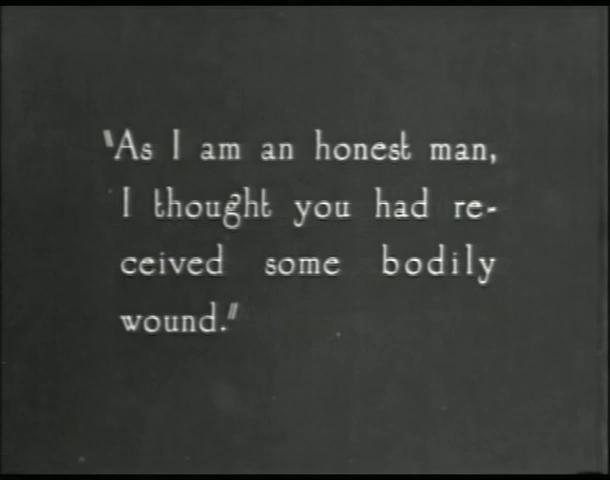 "As I am an honest man,
I thought you had re-
ceived some bodily
wound."